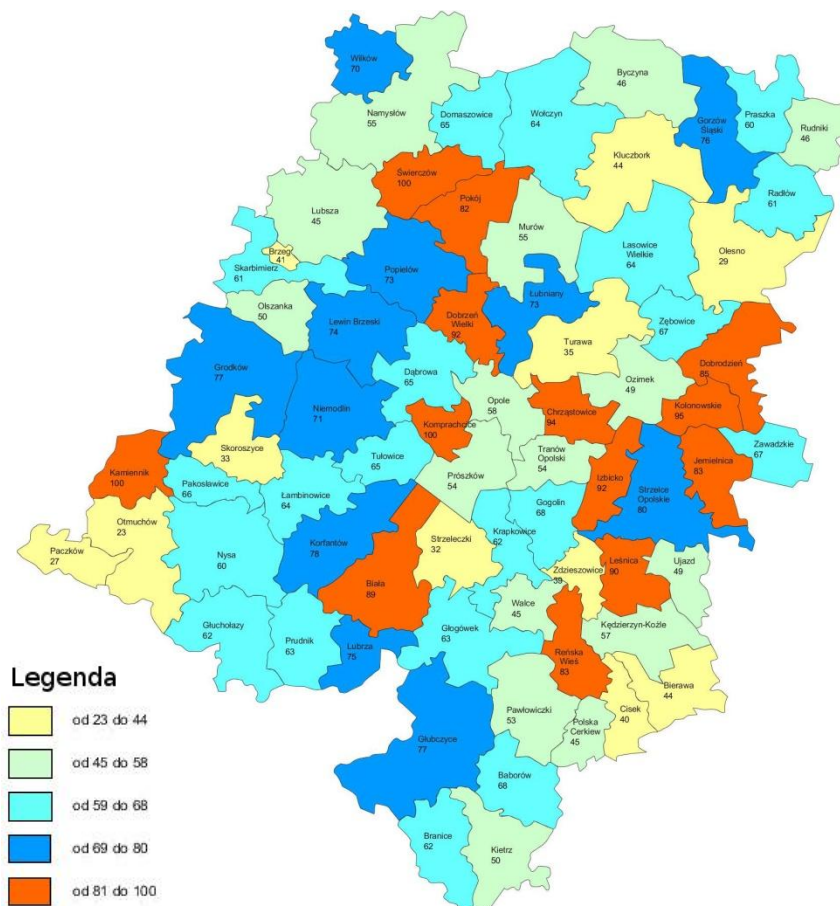 Wilków
70
Byczyna
46
Namysłów
55
Domaszowice
65
Wołczyn
64
Gorzów
Śląski
76
Praszka
60
Rudniki
46
Kluczbork
44
Świerczów
100
Pokój
82
Radłów
61
Lubsza
45
Murów
55
Lasowice
Wielkie
64
Olesno
29
Brzeg
41
Skarbimierz
61
Popielów
73
Łubniany
73
Olszanka
50
Lewin Brzeski
74
Dobrzeń
Wielki
92
Turawa
35
Zębowice
67
Dobrodzień
85
Grodków
77
Dąbrowa
65
Ozimek
49
Niemodlin
71
Opole
58
Chrząstowice
94
Kolonowskie
95
Komprachcice
100
Skoroszyce
33
Tułowice
65
Tranów
Opolski
54
Zawadzkie
67
Kamiennik
100
Pakosławice
66
Łambinowice
64
Prószków
54
Izbicko
92
Strzelce
Opolskie
80
Jemielnica
83
Otmuchów
23
Gogolin
68
Paczków
27
Nysa
60
Korfantów
78
Strzeleczki
32
Krapkowice
62
Zdzieszowice
39
Leśnica
90
Ujazd
49
Biała
89
Walce
45
Głuchołazy
62
Prudnik
63
Lubrza
75
Głogówek
63
Kędzierzyn-Koźle
57
Reńska
Wieś
83
Bierawa
44
Cisek
40
Pawłowiczki
53
Polska
Cerkiew
45
Głubczyce
77
Baborów
68
Branice
62
Kietrz
50
Legenda
od 23 do 44
od 45 do 58
od 59 do 68
od 69 do 80
od 81 do 100